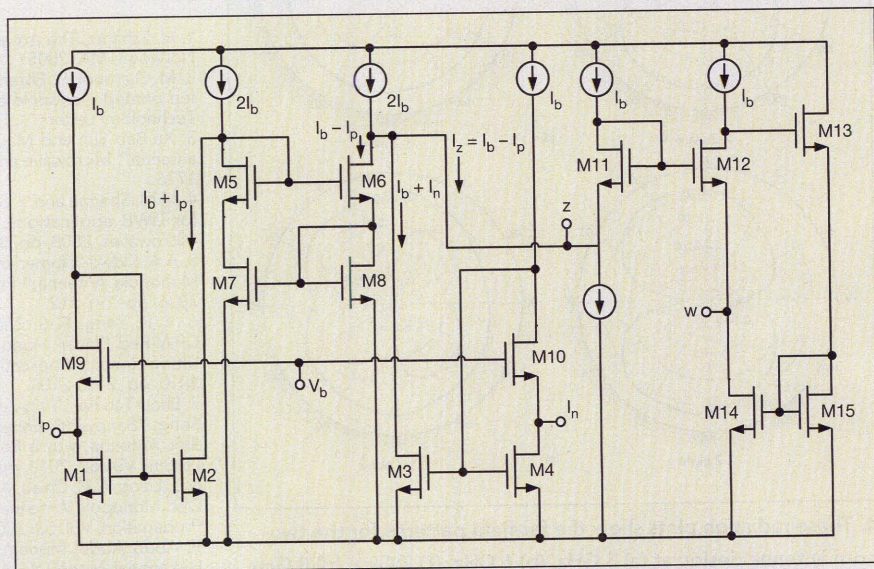 I_b
2I_b
2I_b
I_b
I_b
I_b
M13
I_b – I_p
I_z = I_b – I_p
M5
M6
M11
M12
I_b + I_p
I_b + I_n
z
M7
M8
w
M9
M10
V_b
I_p
I_n
M14
M15
M1
M2
M3
M4